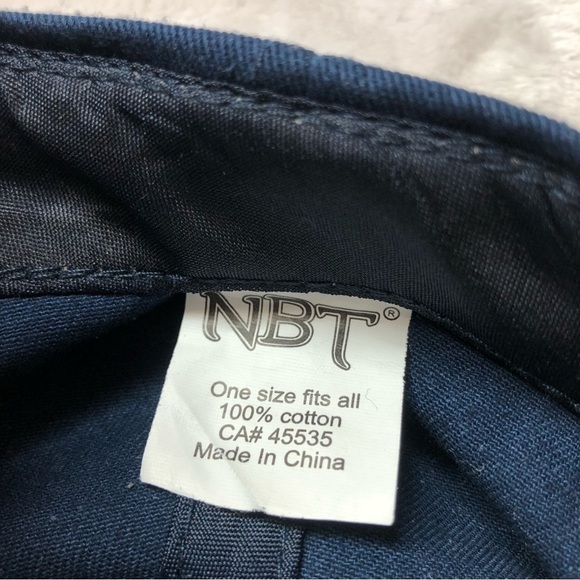 NBT®
One size fits all
100% cotton
CA# 45535
Made In China